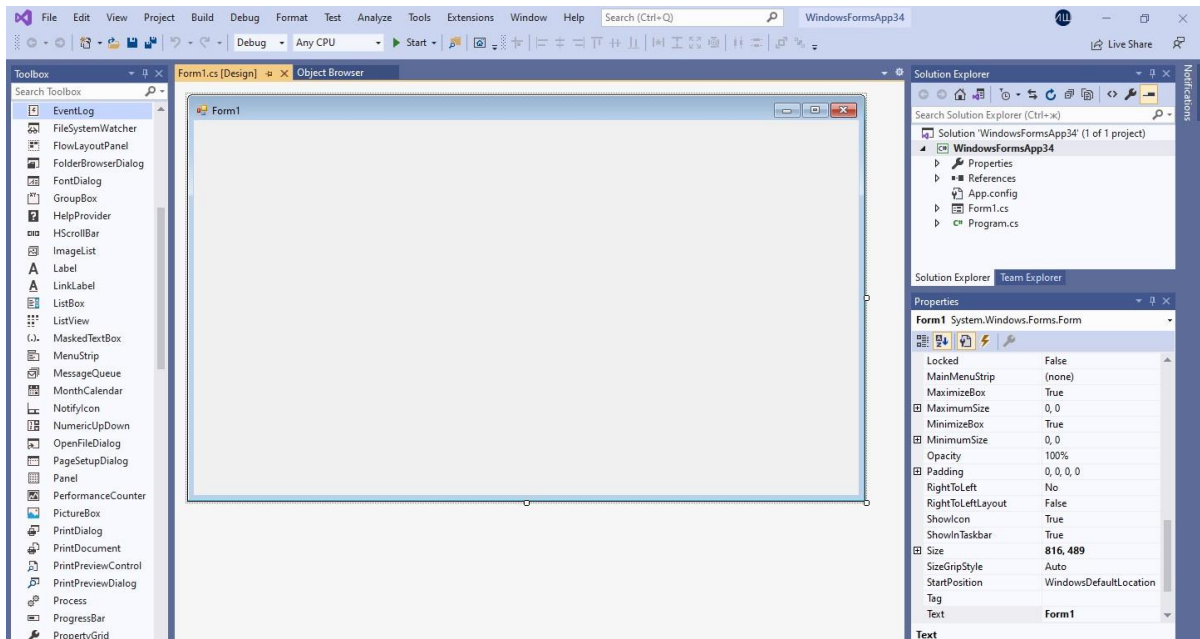 File Edit View Project Build Debug Format Test Analyze Tools Extensions Window Help Search (Ctrl+Q) WindowsFormsApp34
Debug Any CPU Start Live Share
Toolbox
Search Toolbox
EventLog
FileSystemWatcher
FlowLayoutPanel
FolderBrowserDialog
FontDialog
GroupBox
HelpProvider
HScrollBar
ImageList
Label
LinkLabel
ListBox
ListView
MaskedTextBox
MenuStrip
MessageQueue
MonthCalendar
NotifyIcon
NumericUpDown
OpenFileDialog
PageSetupDialog
Panel
PerformanceCounter
PictureBox
PrintDialog
PrintDocument
PrintPreviewControl
PrintPreviewDialog
Process
ProgressBar
PropertyGrid
Form1.cs [Design] Object Browser
Form1
Solution Explorer
Search Solution Explorer (Ctrl+ж)
Solution 'WindowsFormsApp34' (1 of 1 project)
C# WindowsFormsApp34
Properties
References
App.config
Form1.cs
C# Program.cs
Solution Explorer Team Explorer
Properties
Form1 System.Windows.Forms.Form
Locked False
MainMenuStrip (none)
MaximizeBox True
MaximumSize 0, 0
MinimizeBox True
MinimumSize 0, 0
Opacity 100%
Padding 0, 0, 0, 0
RightToLeft No
RightToLeftLayout False
ShowIcon True
ShowInTaskbar True
Size 816, 489
SizeGripStyle Auto
StartPosition WindowsDefaultLocation
Tag
Text Form1
Text
Notifications